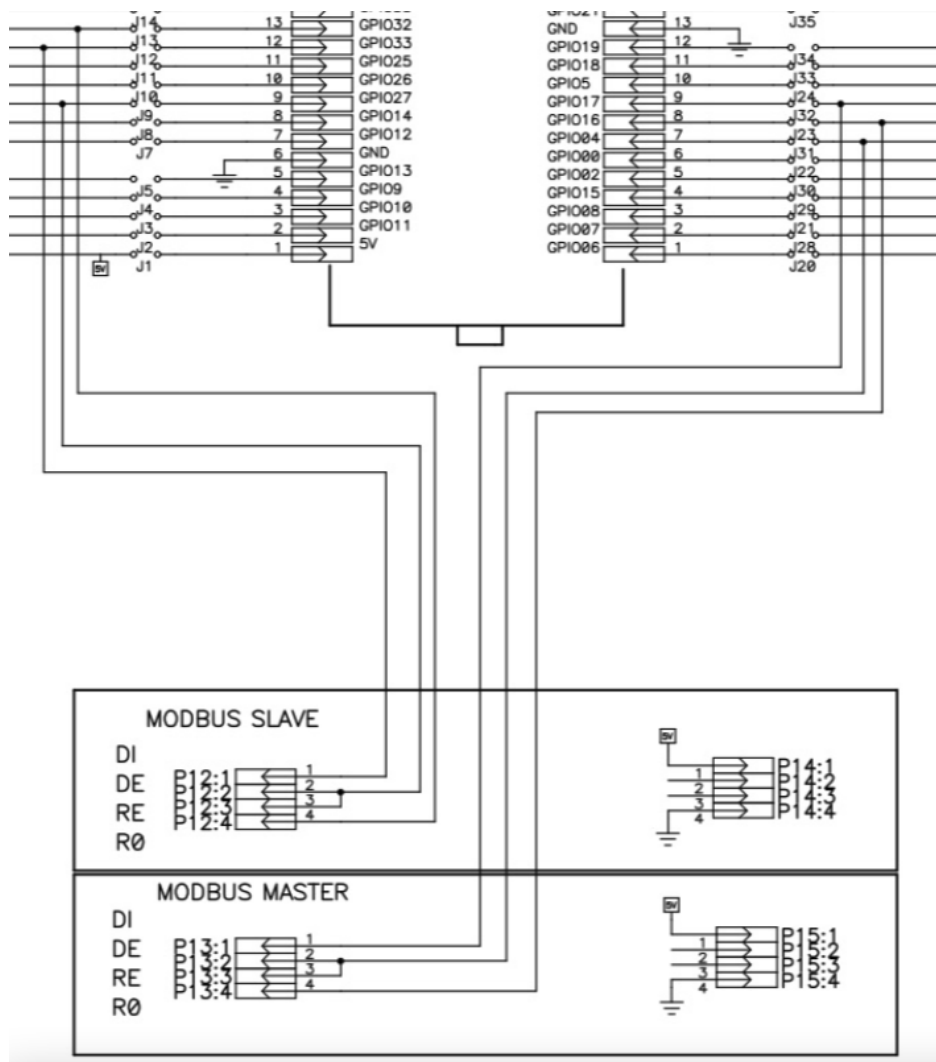 J14
13
GPIO32
J13
12
GPIO33
J12
11
GPIO25
J11
10
GPIO26
J10
9
GPIO27
J9
8
GPIO14
J8
7
GPIO12
J7
6
GND
5
GPIO13
J5
4
GPIO9
J4
3
GPIO10
J3
2
GPIO11
J2
1
5V
J1
5V
GPIO21
J35
GND
13
GPIO19
12
J34
GPIO18
11
J33
GPIO5
10
J24
GPIO17
9
J32
GPIO16
8
J23
GPIO04
7
J31
GPIO00
6
J22
GPIO02
5
J30
GPIO15
4
J29
GPIO08
3
J21
GPIO07
2
J28
GPIO06
1
J20
MODBUS SLAVE
DI
DE
RE
R0
P12:1
P12:2
P12:3
P12:4
1
2
3
4
5V
1
2
3
4
P14:1
P14:2
P14:3
P14:4
MODBUS MASTER
DI
DE
RE
R0
P13:1
P13:2
P13:3
P13:4
1
2
3
4
5V
1
2
3
4
P15:1
P15:2
P15:3
P15:4